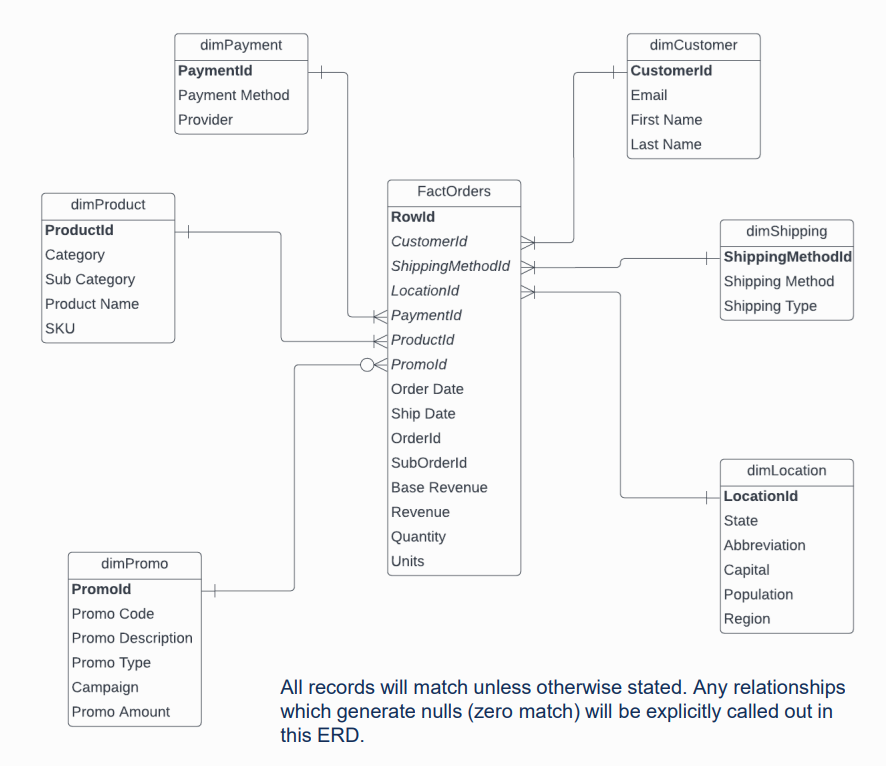 dimPayment
PaymentId
Payment Method
Provider
dimCustomer
CustomerId
Email
First Name
Last Name
dimProduct
ProductId
Category
Sub Category
Product Name
SKU
FactOrders
RowId
CustomerId
ShippingMethodId
LocationId
PaymentId
ProductId
PromoId
Order Date
Ship Date
OrderId
SubOrderId
Base Revenue
Revenue
Quantity
Units
dimShipping
ShippingMethodId
Shipping Method
Shipping Type
dimLocation
LocationId
State
Abbreviation
Capital
Population
Region
dimPromo
PromoId
Promo Code
Promo Description
Promo Type
Campaign
Promo Amount
All records will match unless otherwise stated. Any relationships
which generate nulls (zero match) will be explicitly called out in
this ERD.